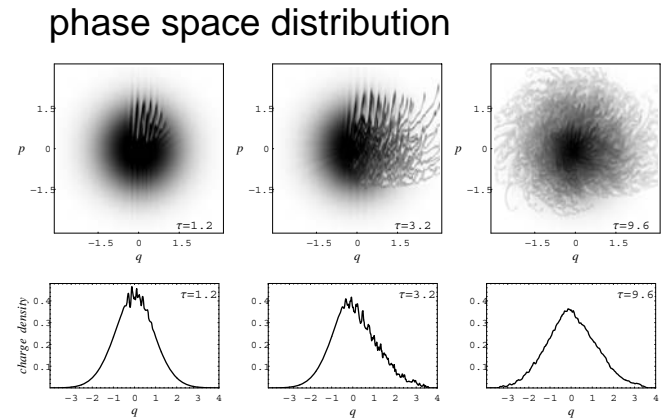 phase space distribution
1.5 1.5 1.5
p 0 p 0 p 0
−1.5 −1.5 −1.5
τ=1.2 τ=3.2 τ=9.6
−1.5 0 1.5 −1.5 0 1.5 −1.5 0 1.5
q q q
τ=1.2 τ=3.2 τ=9.6
0.4 0.4 0.4
charge density
0.3 0.3 0.3
0.2 0.2 0.2
0.1 0.1 0.1
−3 −2 −1 0 1 2 3 4 −3 −2 −1 0 1 2 3 4 −3 −2 −1 0 1 2 3 4
q q q